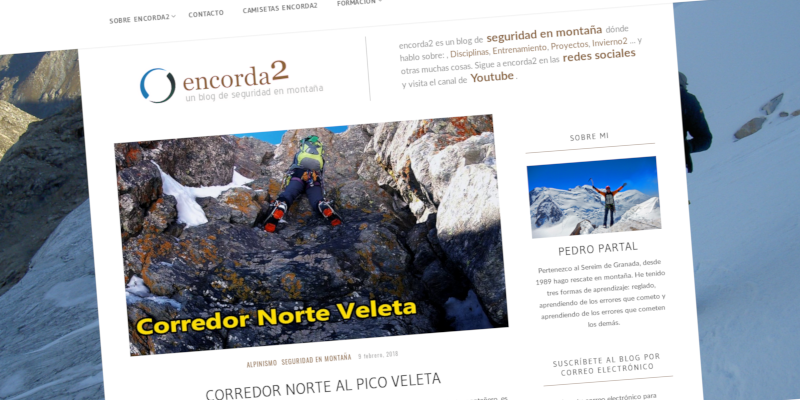 SOBRE ENCORDA2 CONTACTO CAMISETAS ENCORDA2 FORMACIÓN
encorda2
un blog de seguridad en montaña
encorda2 es un blog de seguridad en montaña dónde
hablo sobre: , Disciplinas, Entrenamiento, Proyectos, Invierno2 ... y
otras muchas cosas. Sigue a encorda2 en las redes sociales
y visita el canal de Youtube.
Corredor Norte Veleta
ALPINISMO SEGURIDAD EN MONTAÑA 9 febrero, 2018
CORREDOR NORTE AL PICO VELETA
SOBRE MI
PEDRO PARTAL
Pertenezco al Sereim de Granada, desde
1989 hago rescate en montaña. He tenido
tres formas de aprendizaje: reglado,
aprendiendo de los errores que cometo y
aprendiendo de los errores que cometen
los demás.
SUSCRÍBETE AL BLOG POR
CORREO ELECTRÓNICO
correo electrónico para